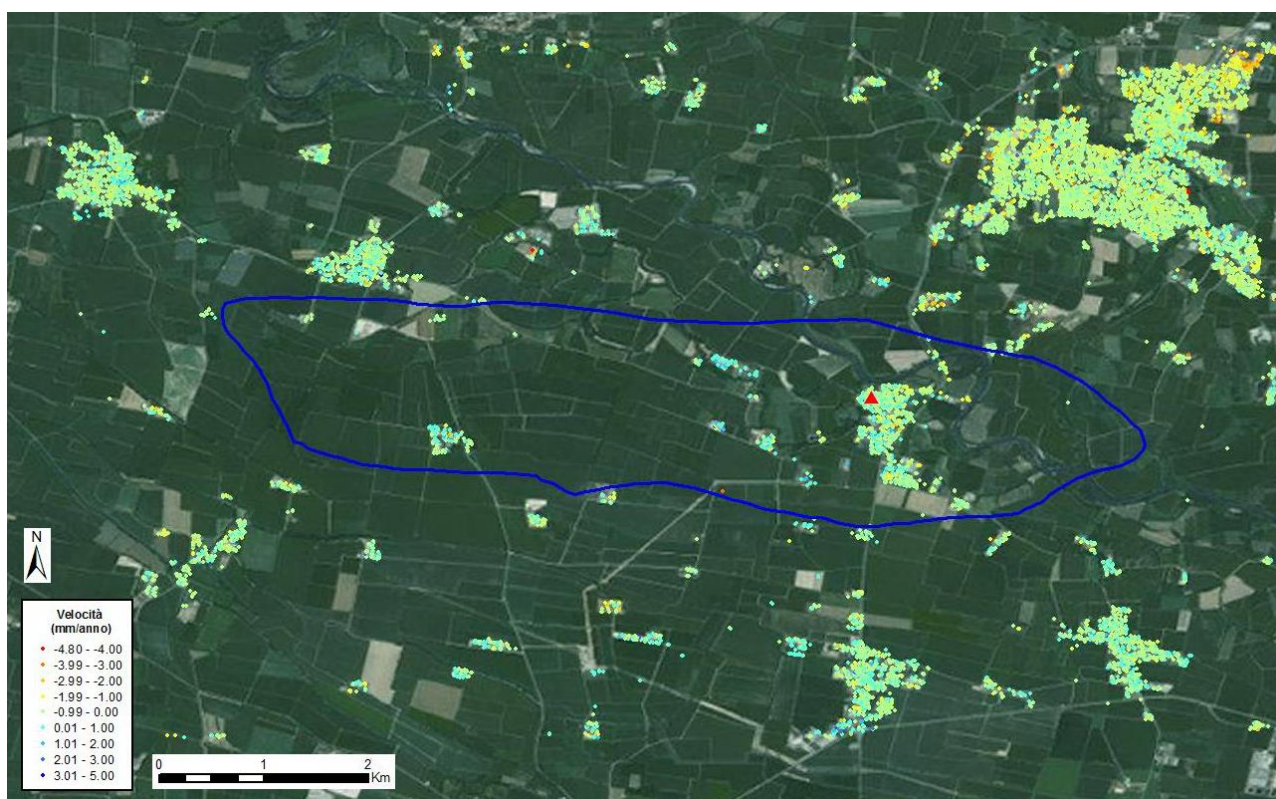 N
Velocità
(mm/anno)
-4.80 - -4.00
-3.99 - -3.00
-2.99 - -2.00
-1.99 - -1.00
-0.99 - 0.00
0.01 - 1.00
1.01 - 2.00
2.01 - 3.00
3.01 - 5.00
0 1 2
Km